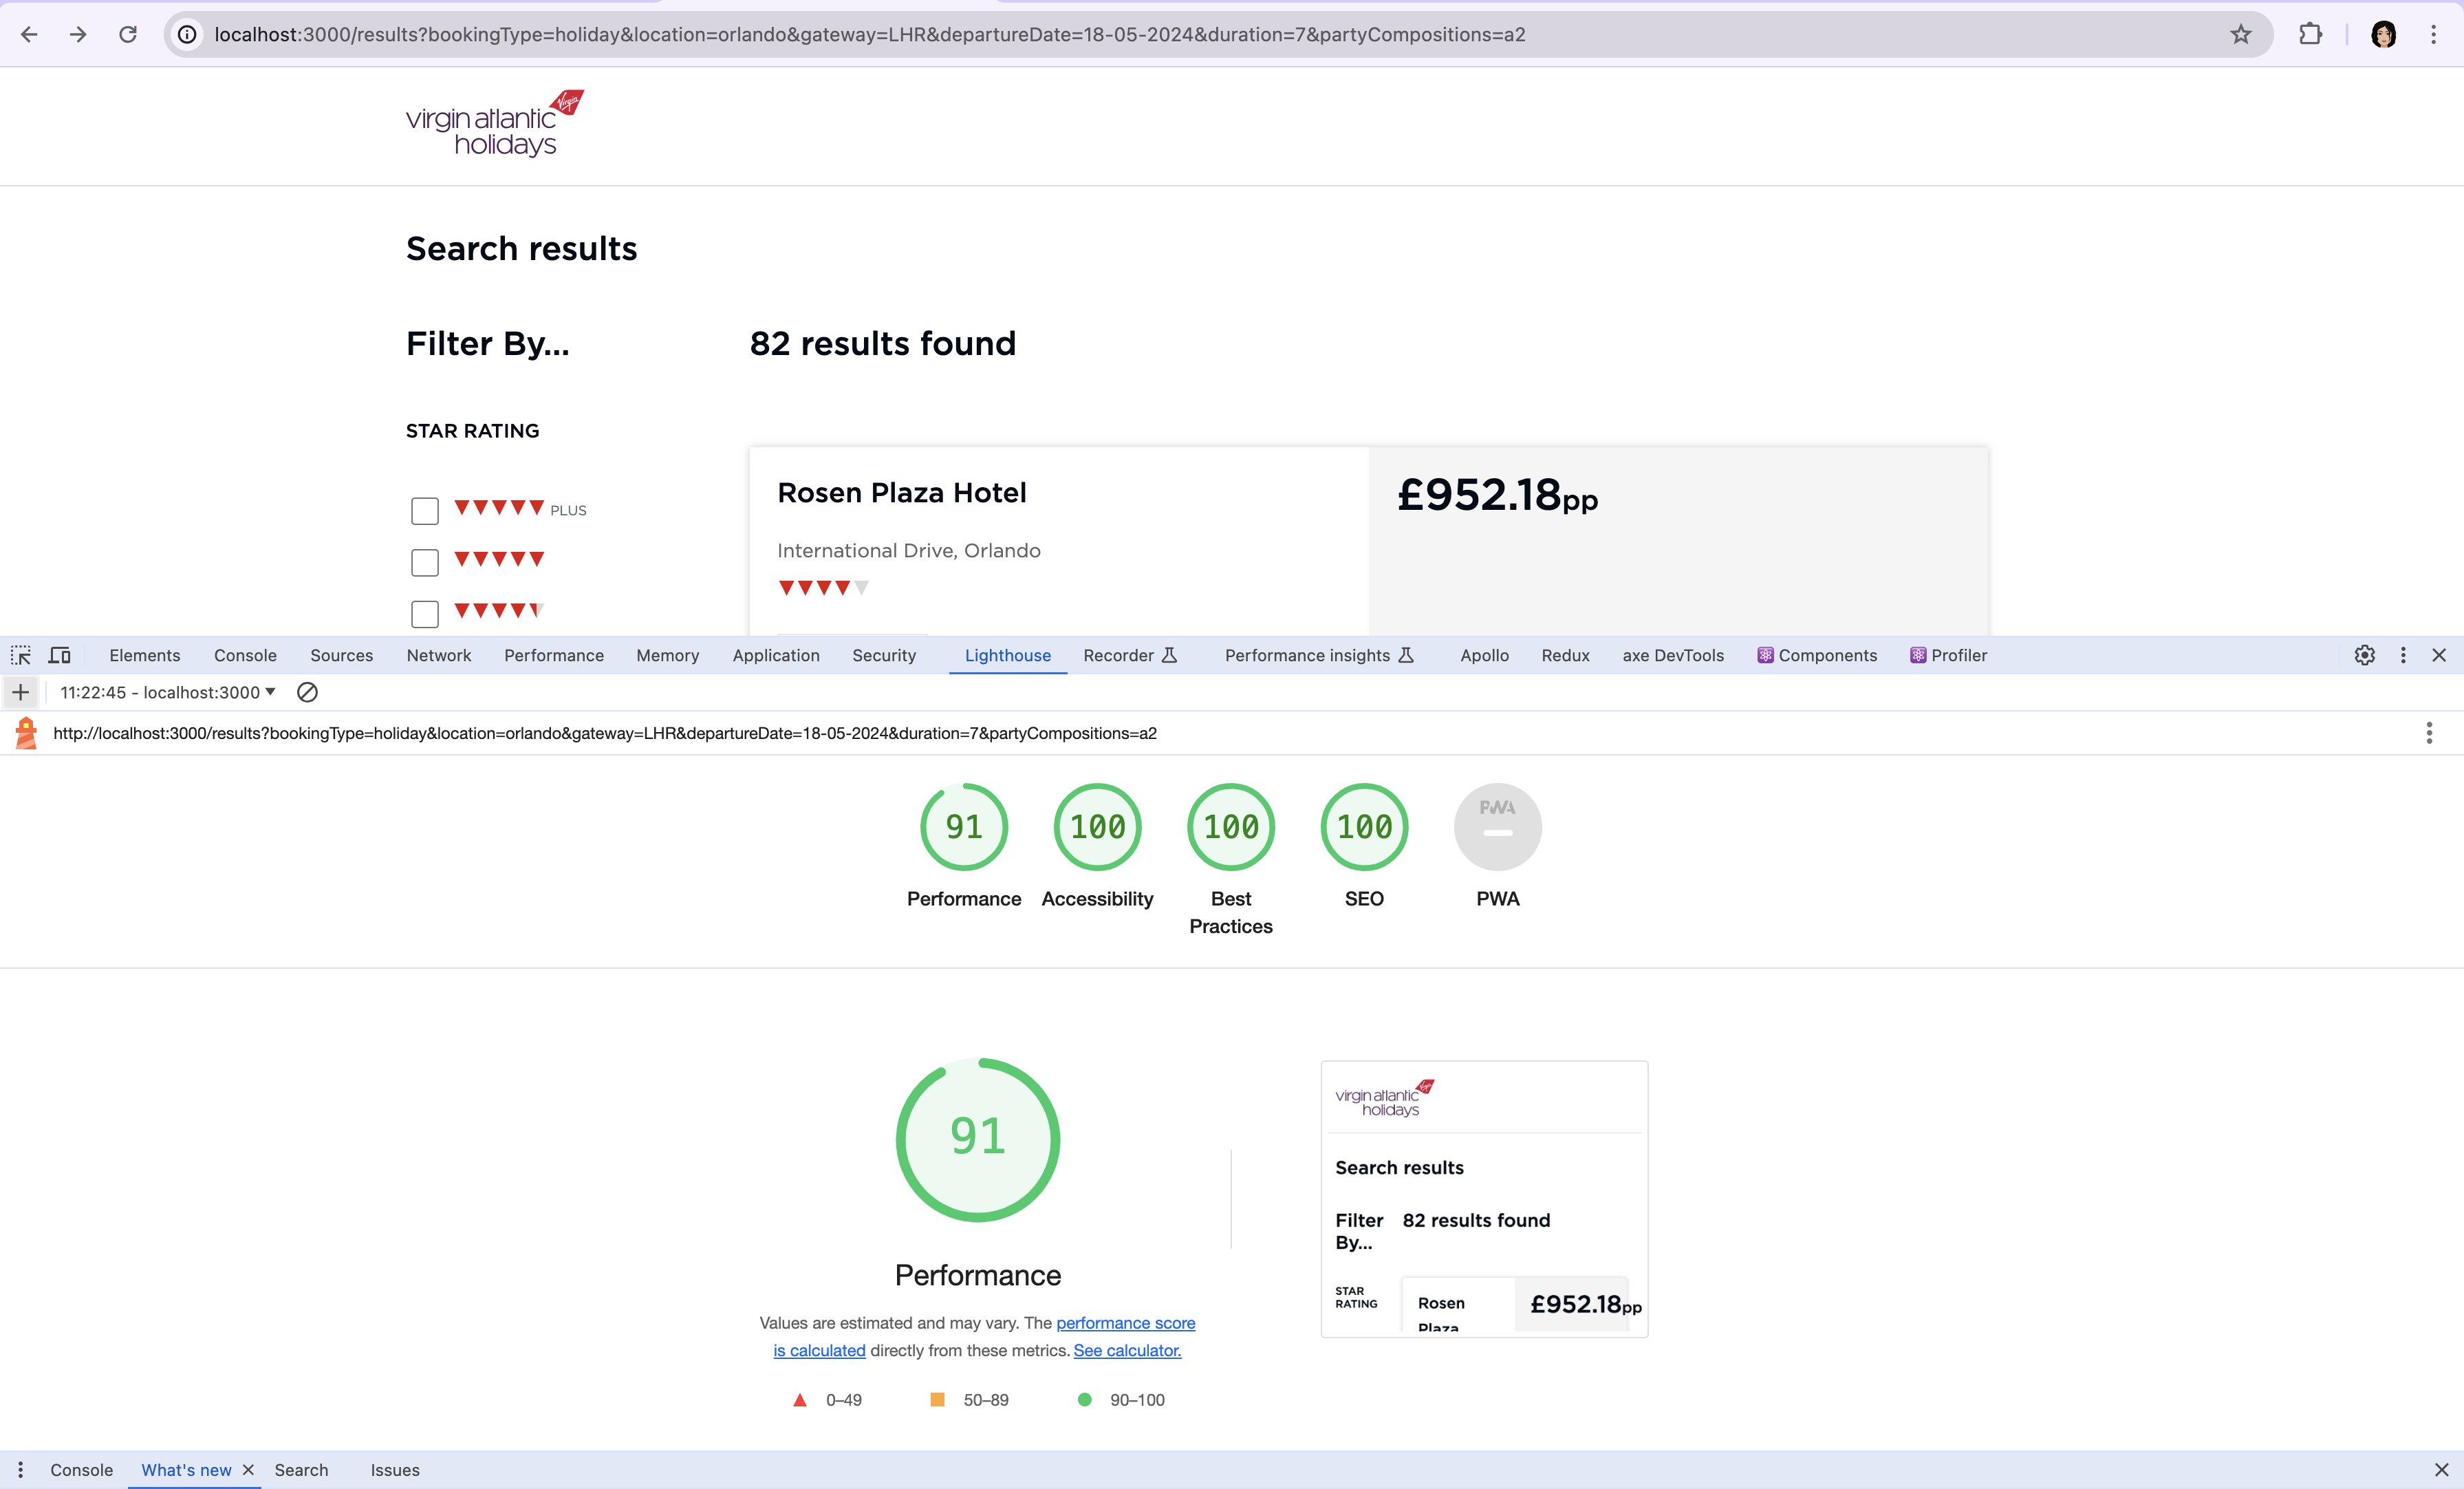 localhost:3000/results?bookingType=holiday&location=orlando&gateway=LHR&departureDate=18-05-2024&duration=7&partyCompositions=a2
Virgin
virgin atlantic
holidays
Search results
Filter By...
82 results found
STAR RATING
PLUS
Rosen Plaza Hotel
International Drive, Orlando
£952.18pp
Elements Console Sources Network Performance Memory Application Security Lighthouse Recorder Performance insights Apollo Redux axe DevTools Components Profiler
11:22:45 - localhost:3000
http://localhost:3000/results?bookingType=holiday&location=orlando&gateway=LHR&departureDate=18-05-2024&duration=7&partyCompositions=a2
91 100 100 100 PWA
Performance Accessibility Best Practices SEO PWA
91
Performance
Values are estimated and may vary. The performance score
is calculated directly from these metrics. See calculator.
0–49 50–89 90–100
virgin atlantic
holidays
Search results
Filter By...
82 results found
STAR RATING
Rosen
Plaza
£952.18pp
Console What's new Search Issues